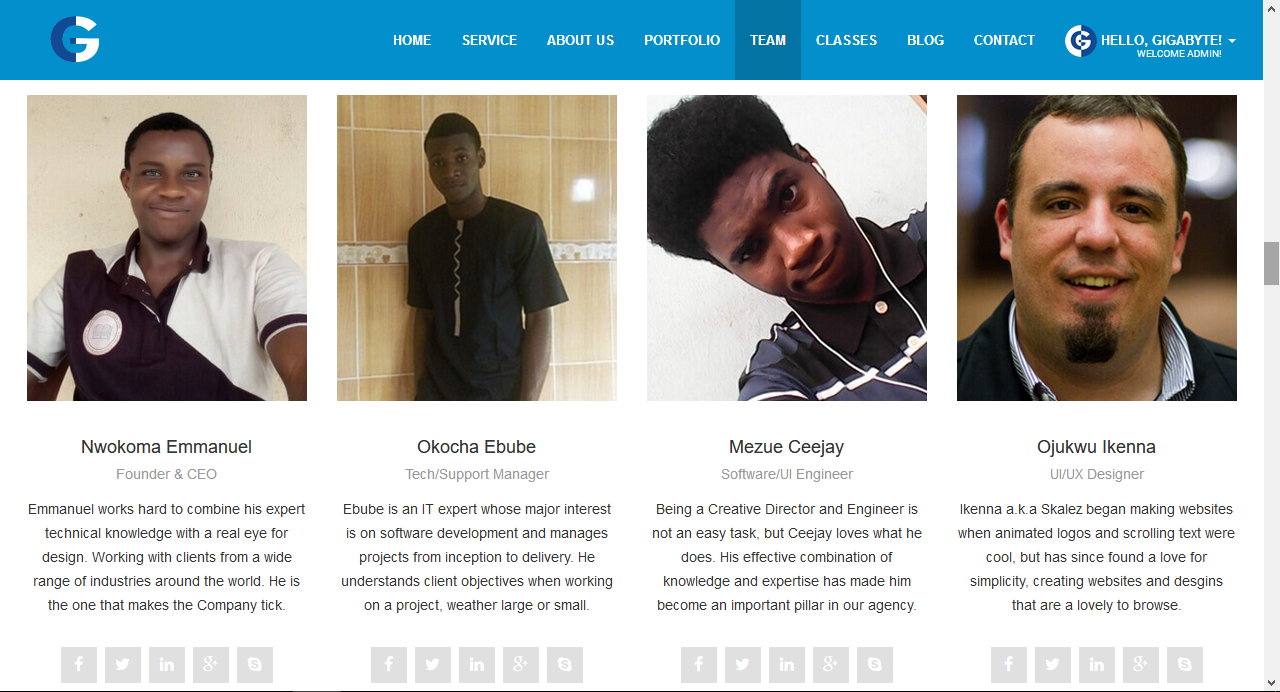 HOME SERVICE ABOUT US PORTFOLIO TEAM CLASSES BLOG CONTACT HELLO, GIGABYTE!
WELCOME ADMIN!
Nwokoma Emmanuel
Founder & CEO
Emmanuel works hard to combine his expert
technical knowledge with a real eye for
design. Working with clients from a wide
range of industries around the world. He is
the one that makes the Company tick.
Okocha Ebube
Tech/Support Manager
Ebube is an IT expert whose major interest
is on software development and manages
projects from inception to delivery. He
understands client objectives when working
on a project, weather large or small.
Mezue Ceejay
Software/UI Engineer
Being a Creative Director and Engineer is
not an easy task, but Ceejay loves what he
does. His effective combination of
knowledge and expertise has made him
become an important pillar in our agency.
Ojukwu Ikenna
UI/UX Designer
Ikenna a.k.a Skalez began making websites
when animated logos and scrolling text were
cool, but has since found a love for
simplicity, creating websites and desgins
that are a lovely to browse.